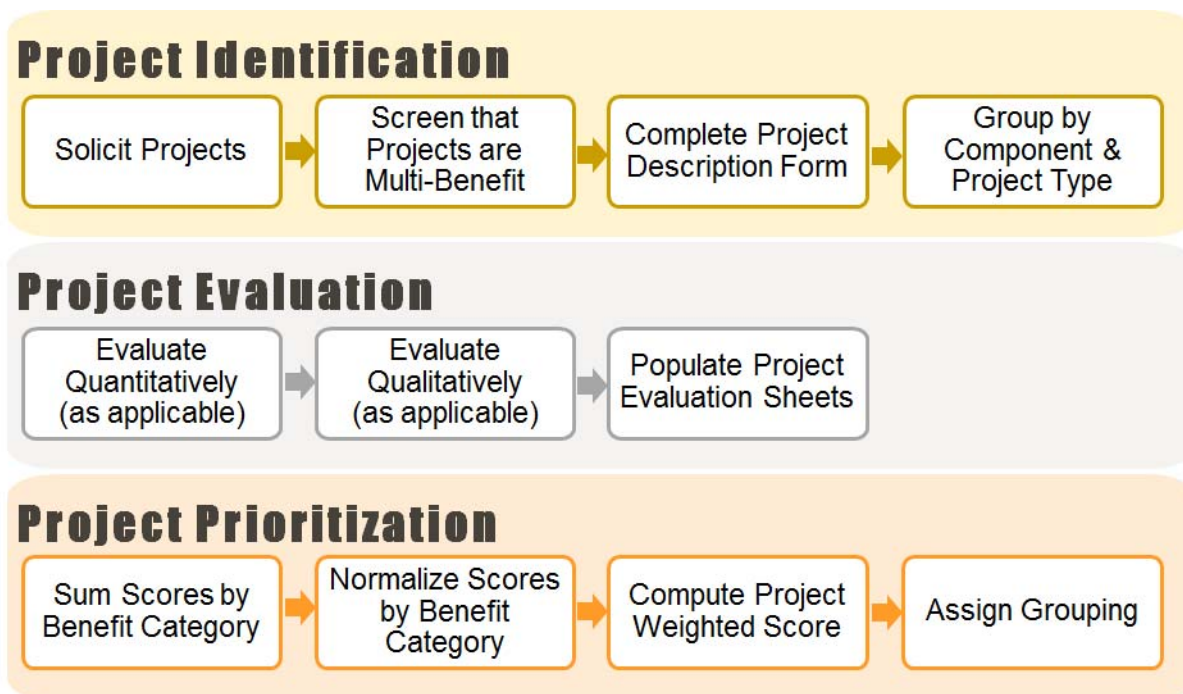 Project Identification
Solicit Projects
Screen that
Projects are
Multi-Benefit
Complete Project
Description Form
Group by
Component &
Project Type
Project Evaluation
Evaluate
Quantitatively
(as applicable)
Evaluate
Qualitatively
(as applicable)
Populate Project
Evaluation Sheets
Project Prioritization
Sum Scores by
Benefit Category
Normalize Scores
by Benefit
Category
Compute Project
Weighted Score
Assign Grouping